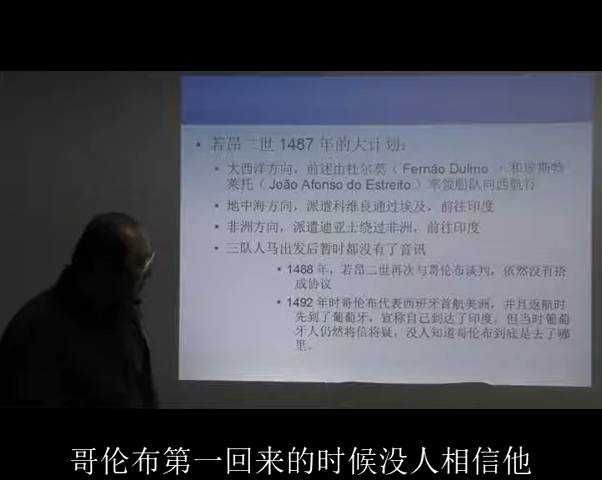 • 若昂二世 1487 年的大计划：
• 大西洋方向，前述由杜尔莫（Fernão Dulmo）和埃斯特
莱托（João Afonso do Estreito）率领船队向西航行
• 地中海方向，派遣科维良通过埃及，前往印度
• 非洲方向，派遣迪亚士绕过非洲，前往印度
• 三队人马出发后暂时都没有了音讯
• 1488 年，若昂二世再次与哥伦布谈判，依然没有搭
成协议
• 1492 年时哥伦布代表西班牙首航美洲，并且返航时
先到了葡萄牙，宣称自己到达了印度，但当时葡萄
牙人仍然将信将疑，没人知道哥伦布到底是去了哪
里。
哥伦布第一回来的时候没人相信他